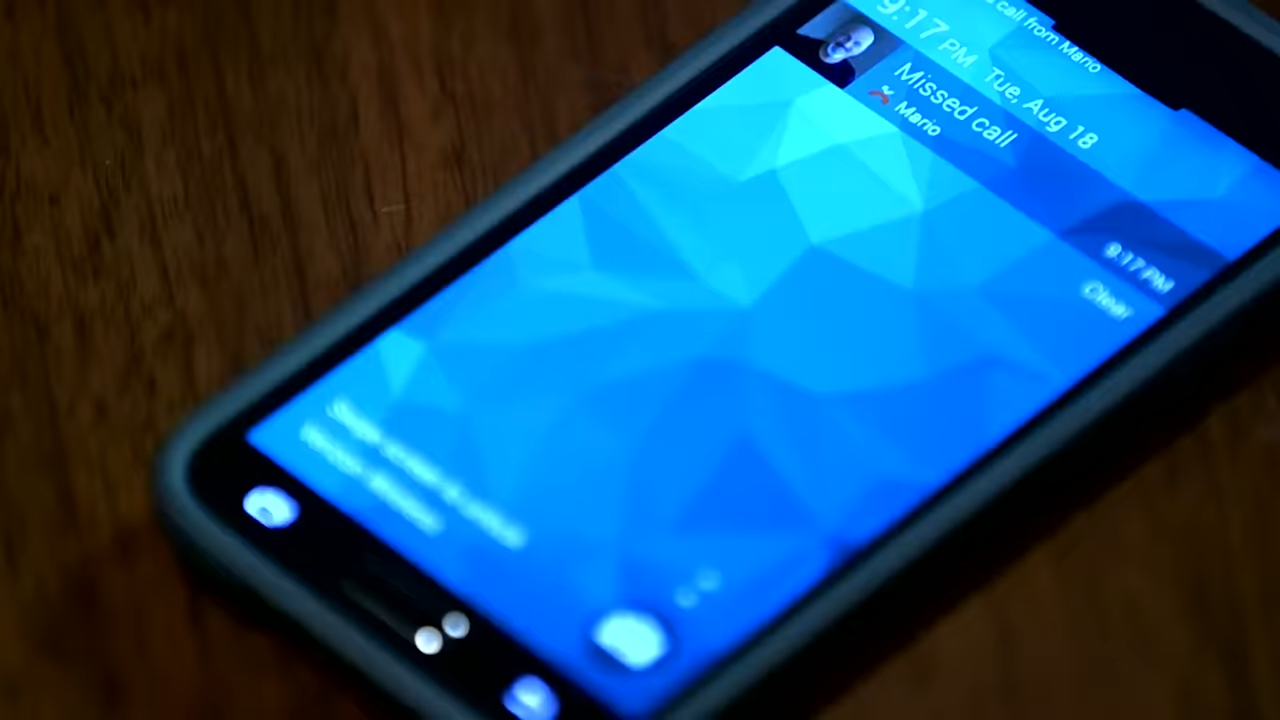 call from Mario
9:17 PM Tue, Aug 18
Missed call
Mario
9:17 PM
Clear